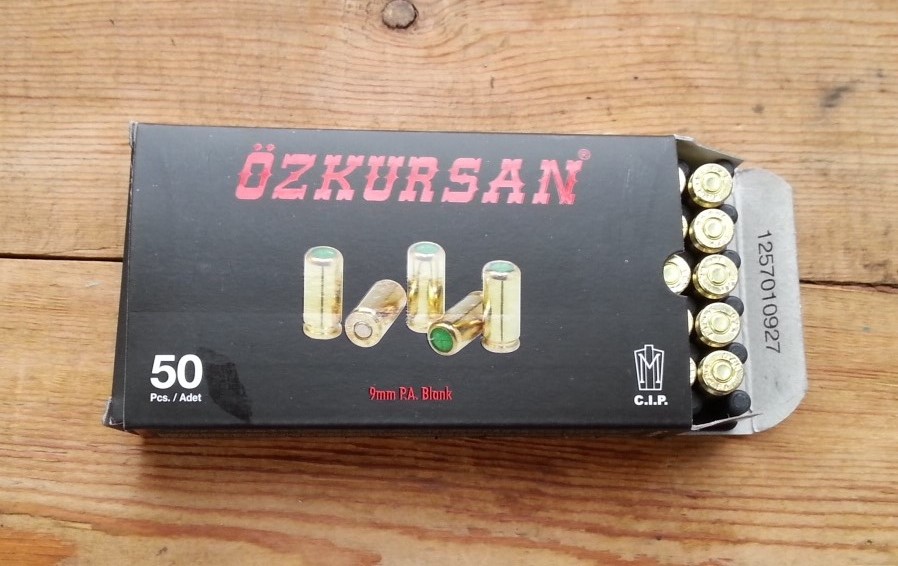 ÖZKURSAN®
50
Pcs. / Adet
9mm P.A. Blank
C.I.P.
1257010927